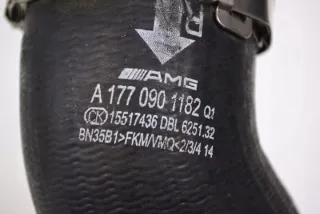 AMG
A 177 090 1182 Q1
CK 15517436 DBL 6251.32
BN35B1>FKM/VMQ<2/3/4 14